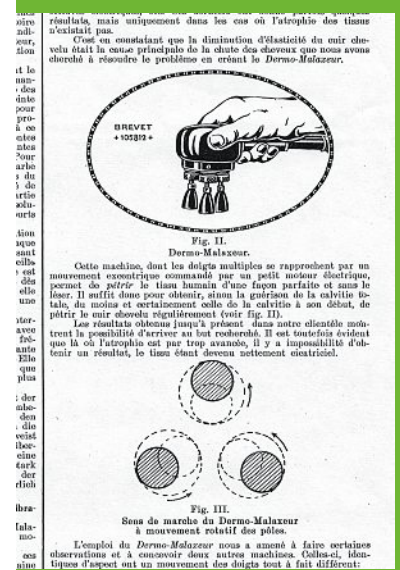 résultats, mais uniquement dans les cas où l'atrophie des tissus
n'existait pas.
C'est en constatant que la diminution d'élasticité du cuir che-
velu était la cause principale de la chute des cheveux que nous avons
cherché à résoudre le problème en créant le Dermo-Malaxeur.
BREVET
+ 105812 +
Fig. II.
Dermo-Malaxeur.
Cette machine, dont les doigts multiples se rapprochent par un
mouvement excentrique commandé par un petit moteur électrique,
permet de pétrir le tissu humain d'une façon parfaite et sans le
léser. Il suffit donc pour obtenir, sinon la guérison de la calvitie to-
tale, du moins et certainement celle de la calvitie à son début, de
pétrir le cuir chevelu régulièrement (voir fig. II).
Les résultats obtenus jusqu'à présent dans notre clientèle mon-
trent la possibilité d'arriver au but recherché. Il est toutefois évident
que là où l'atrophie est par trop avancée, il y a impossibilité d'ob-
tenir un résultat, le tissu étant devenu nettement cicatriciel.
Fig. III.
Sens de marche du Dermo-Malaxeur
à mouvement rotatif des pôles.
L'emploi du Dermo-Malaxeur nous a amené à faire certaines
observations et à concevoir deux autres machines. Celles-ci, iden-
tiques d'aspect ont un mouvement des doigts tout à fait différent: